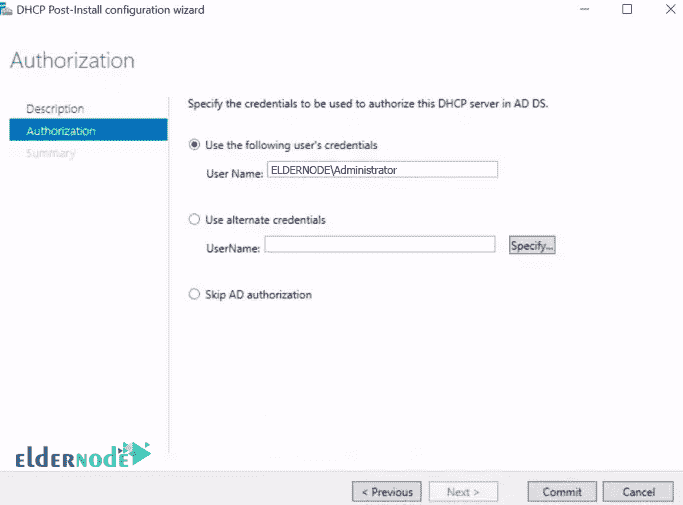 DHCP Post-Install configuration wizard
Authorization
Description
Authorization
Summary
Specify the credentials to be used to authorize this DHCP server in AD DS.
Use the following user's credentials
User Name: ELDERNODE\Administrator
Use alternate credentials
UserName: Specify...
Skip AD authorization
eldernode
< Previous Next > Commit Cancel